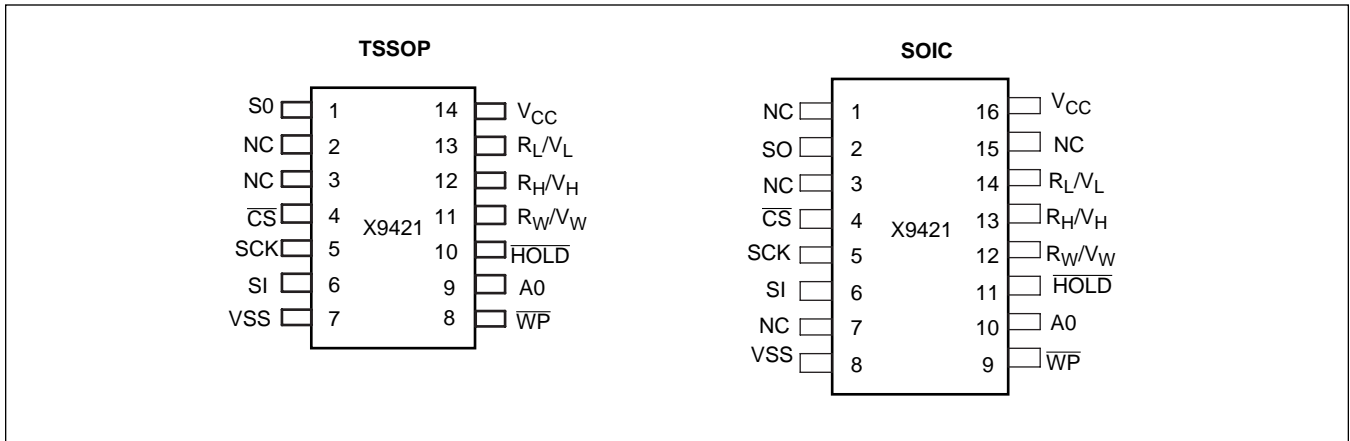 TSSOP
S0 1 14 VCC
NC 2 13 RL/VL
NC 3 12 RH/VH
CS 4 X9421 11 RW/VW
SCK 5 10 HOLD
SI 6 9 A0
VSS 7 8 WP
SOIC
NC 1 16 VCC
SO 2 15 NC
NC 3 14 RL/VL
CS 4 X9421 13 RH/VH
SCK 5 12 RW/VW
SI 6 11 HOLD
NC 7 10 A0
VSS 8 9 WP